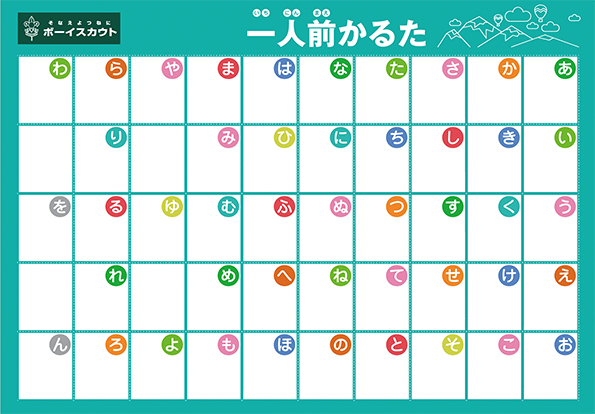 そなえよつねに
ボーイスカウト
いちにんまえ
一人前かるた
わ ら や ま は な た さ か あ
り み ひ に ち し き い
を る ゆ む ふ ぬ つ す く う
れ め へ ね て せ け え
ん ろ よ も ほ の と そ こ お